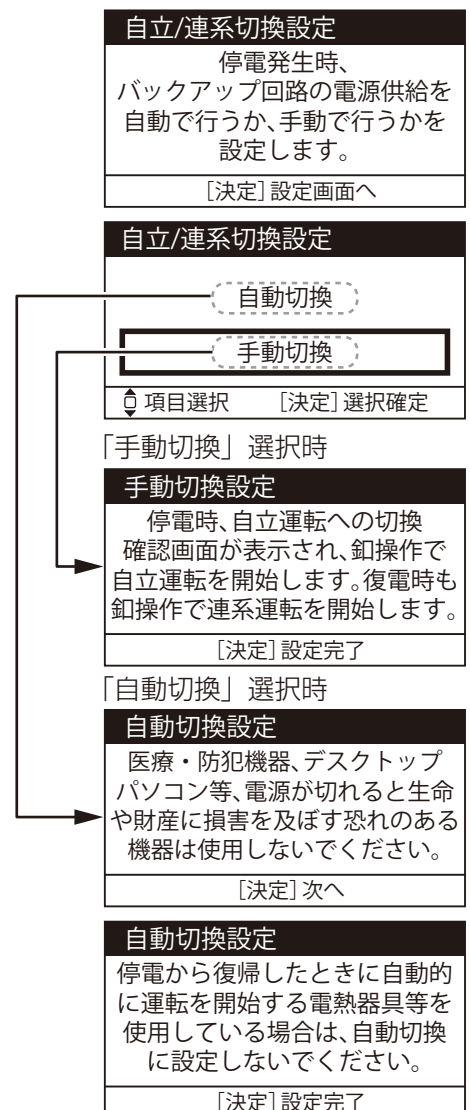 自立/連系切換設定
停電発生時、
バックアップ回路の電源供給を
自動で行うか、手動で行うかを
設定します。
[決定] 設定画面へ
自立/連系切換設定
自動切換
手動切換
項目選択 [決定] 選択確定
「手動切換」選択時
手動切換設定
停電時、自立運転への切換
確認画面が表示され、釦操作で
自立運転を開始します。復電時も
釦操作で連系運転を開始します。
[決定] 設定完了
「自動切換」選択時
自動切換設定
医療・防犯機器、デスクトップ
パソコン等、電源が切れると生命
や財産に損害を及ぼす恐れのある
機器は使用しないでください。
[決定] 次へ
自動切換設定
停電から復帰したときに自動的
に運転を開始する電熱器具等を
使用している場合は、自動切換
に設定しないでください。
[決定] 設定完了